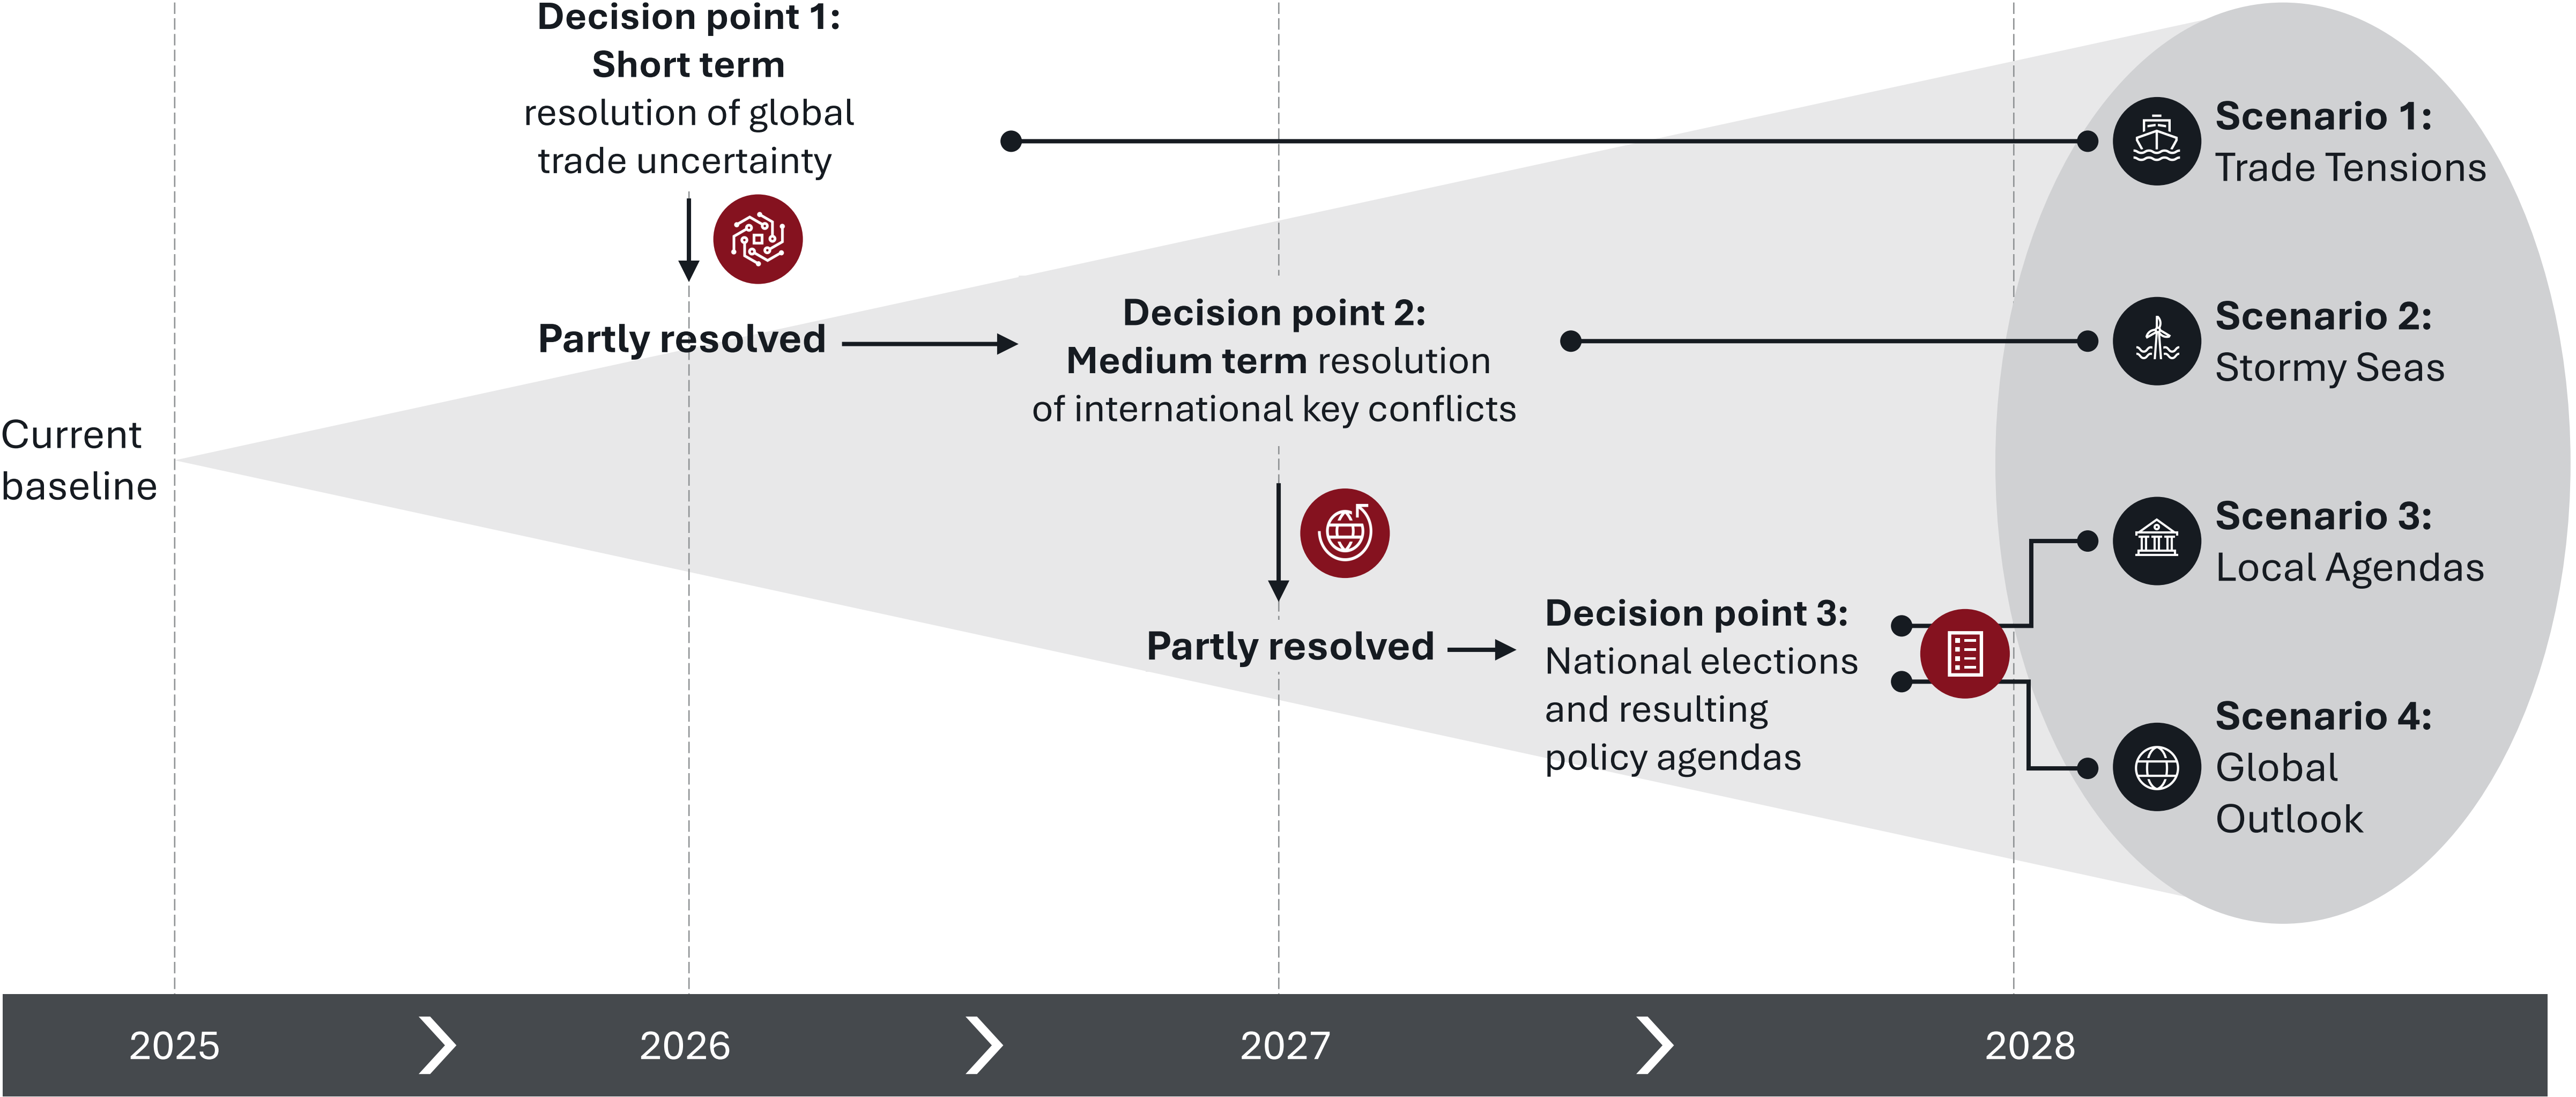 Decision point 1:
Short term
resolution of global
trade uncertainty
Scenario 1:
Trade Tensions
Partly resolved
Decision point 2:
Medium term resolution
of international key conflicts
Scenario 2:
Stormy Seas
Current
baseline
Scenario 3:
Local Agendas
Partly resolved
Decision point 3:
National elections
and resulting
policy agendas
Scenario 4:
Global
Outlook
2025
2026
2027
2028